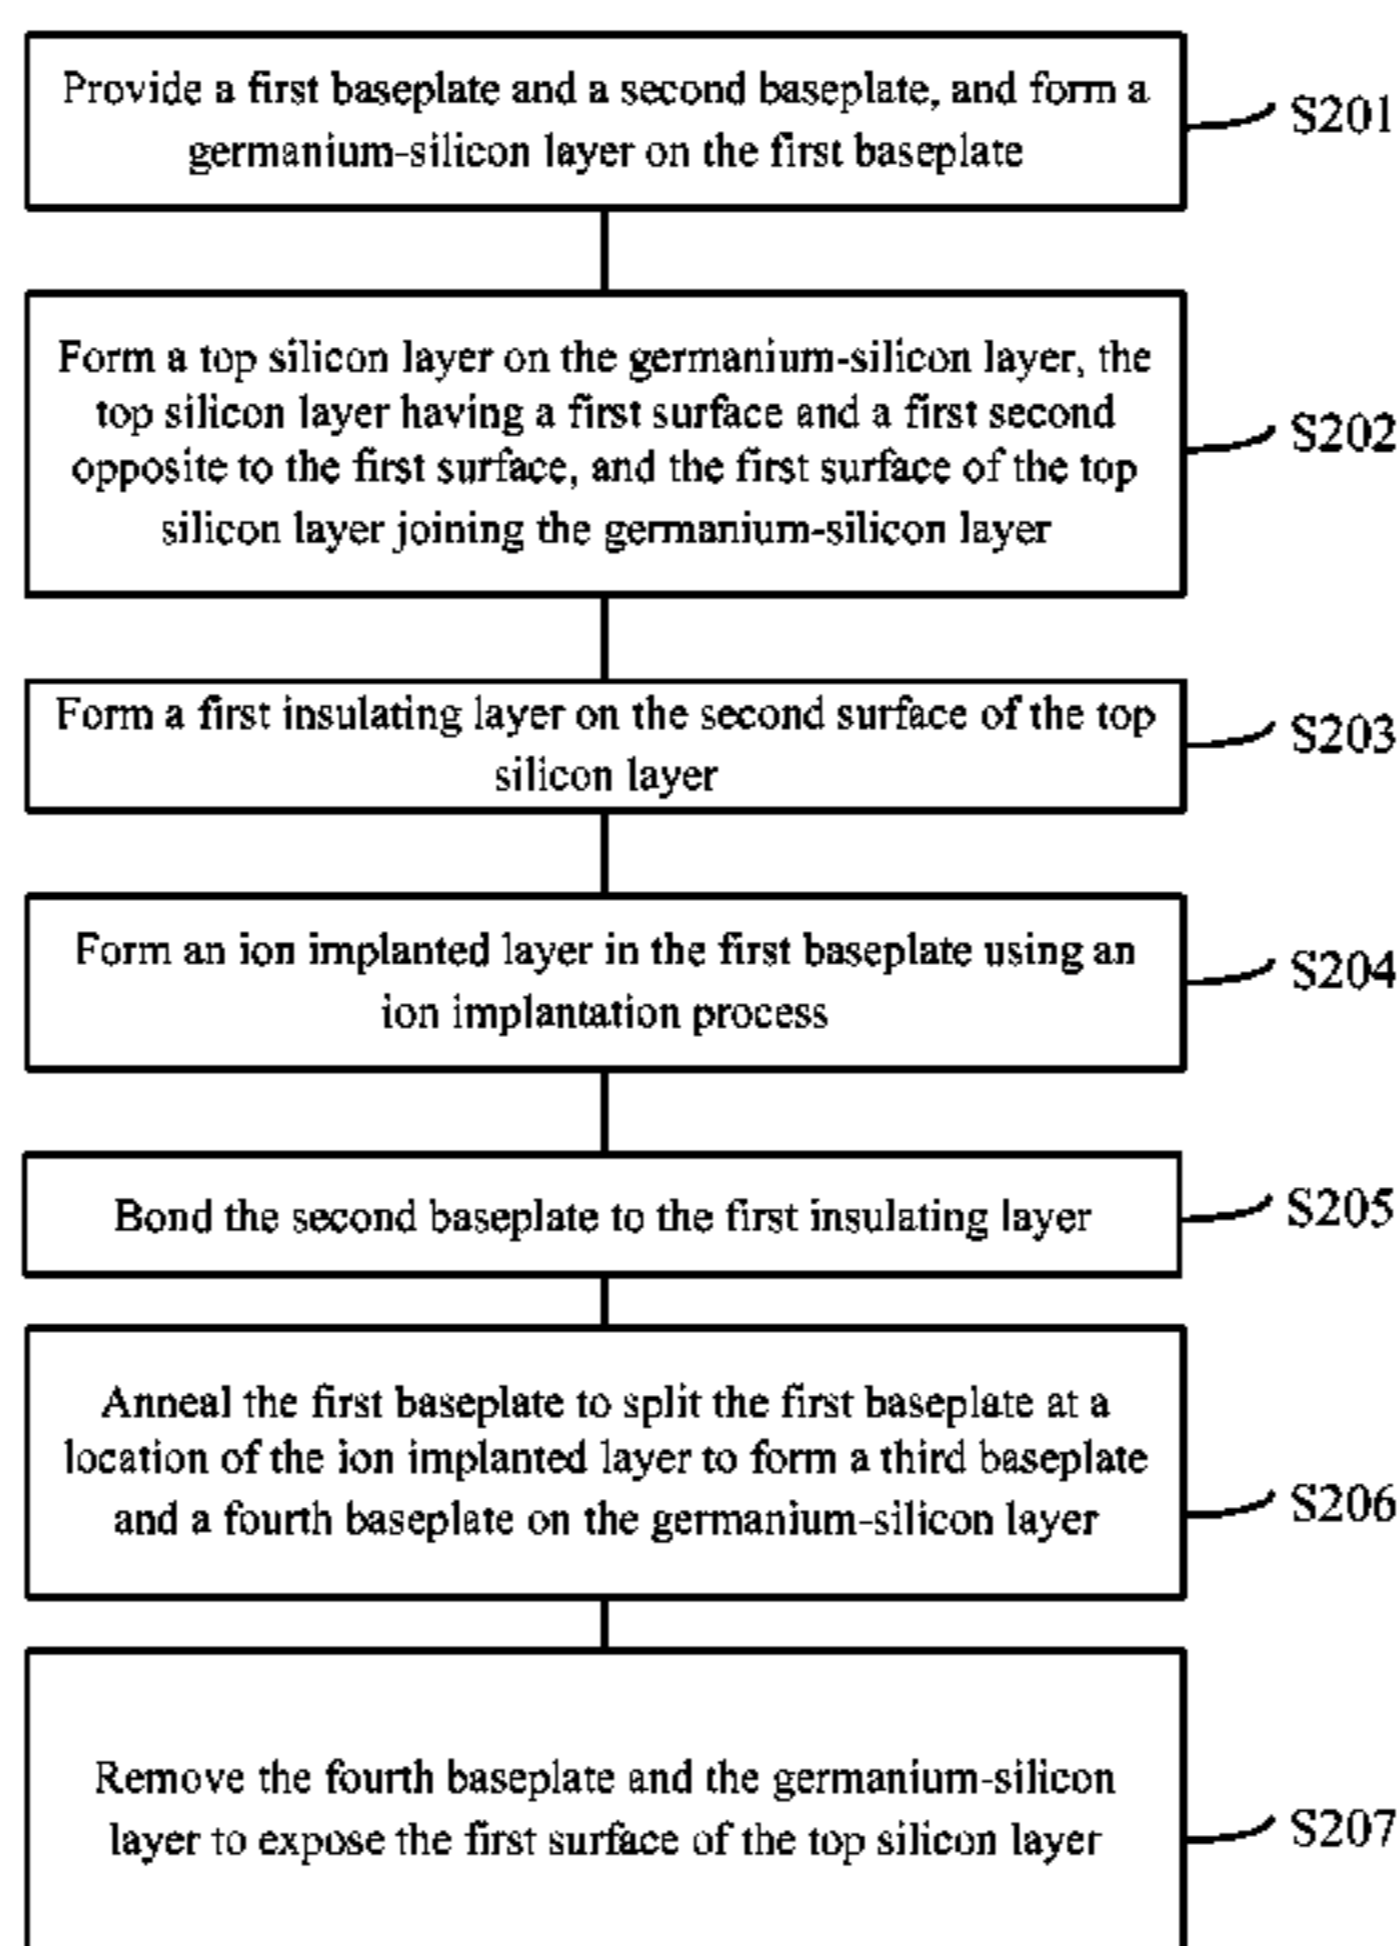 Provide a first baseplate and a second baseplate, and form a
germanium-silicon layer on the first baseplate
S201
Form a top silicon layer on the germanium-silicon layer, the
top silicon layer having a first surface and a first second
opposite to the first surface, and the first surface of the top
silicon layer joining the germanium-silicon layer
S202
Form a first insulating layer on the second surface of the top
silicon layer
S203
Form an ion implanted layer in the first baseplate using an
ion implantation process
S204
Bond the second baseplate to the first insulating layer
S205
Anneal the first baseplate to split the first baseplate at a
location of the ion implanted layer to form a third baseplate
and a fourth baseplate on the germanium-silicon layer
S206
Remove the fourth baseplate and the germanium-silicon
layer to expose the first surface of the top silicon layer
S207